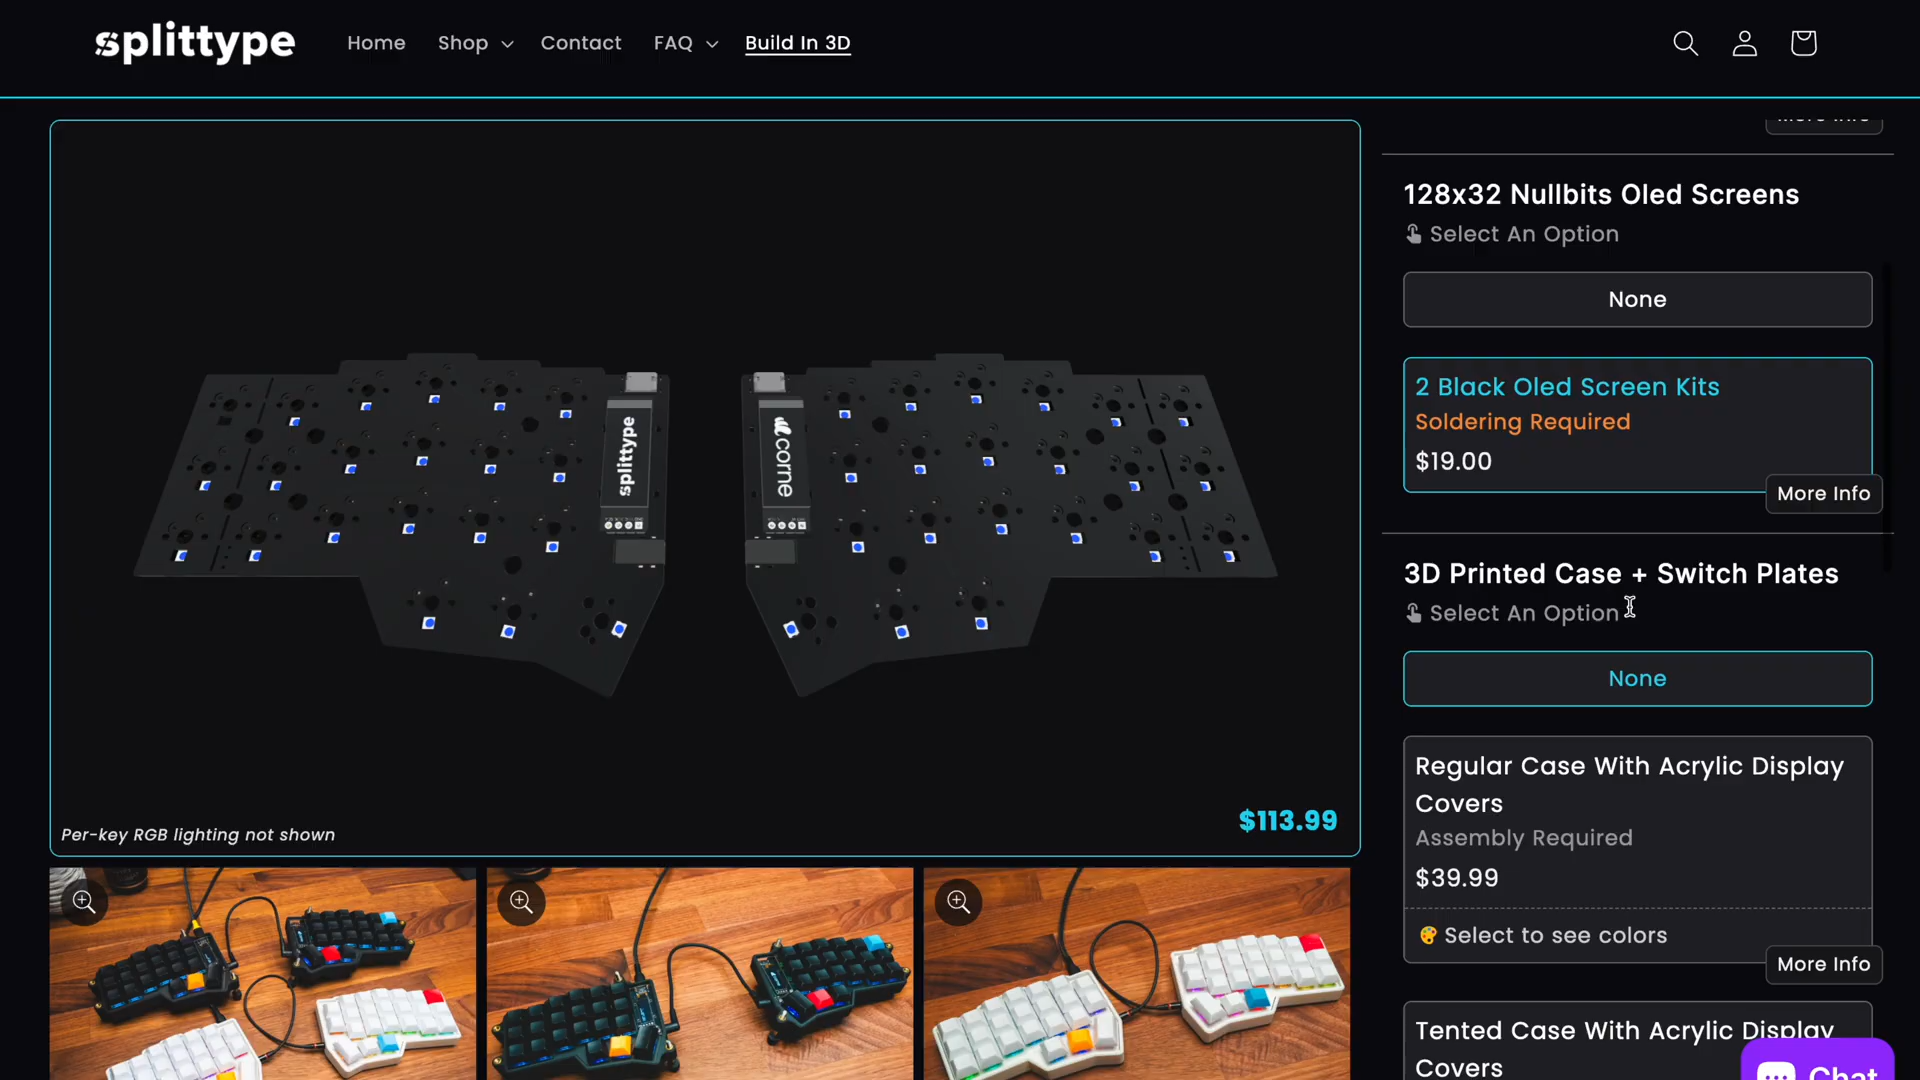 splittype
Home
Shop
Contact
FAQ
Build In 3D
More Info
128x32 Nullbits Oled Screens
Select An Option
None
2 Black Oled Screen Kits
Soldering Required
$19.00
More Info
3D Printed Case + Switch Plates
Select An Option
None
Regular Case With Acrylic Display
Covers
Assembly Required
$39.99
Select to see colors
More Info
Tented Case With Acrylic Display
Covers
Chat
splittype
corne
Per-key RGB lighting not shown
$113.99